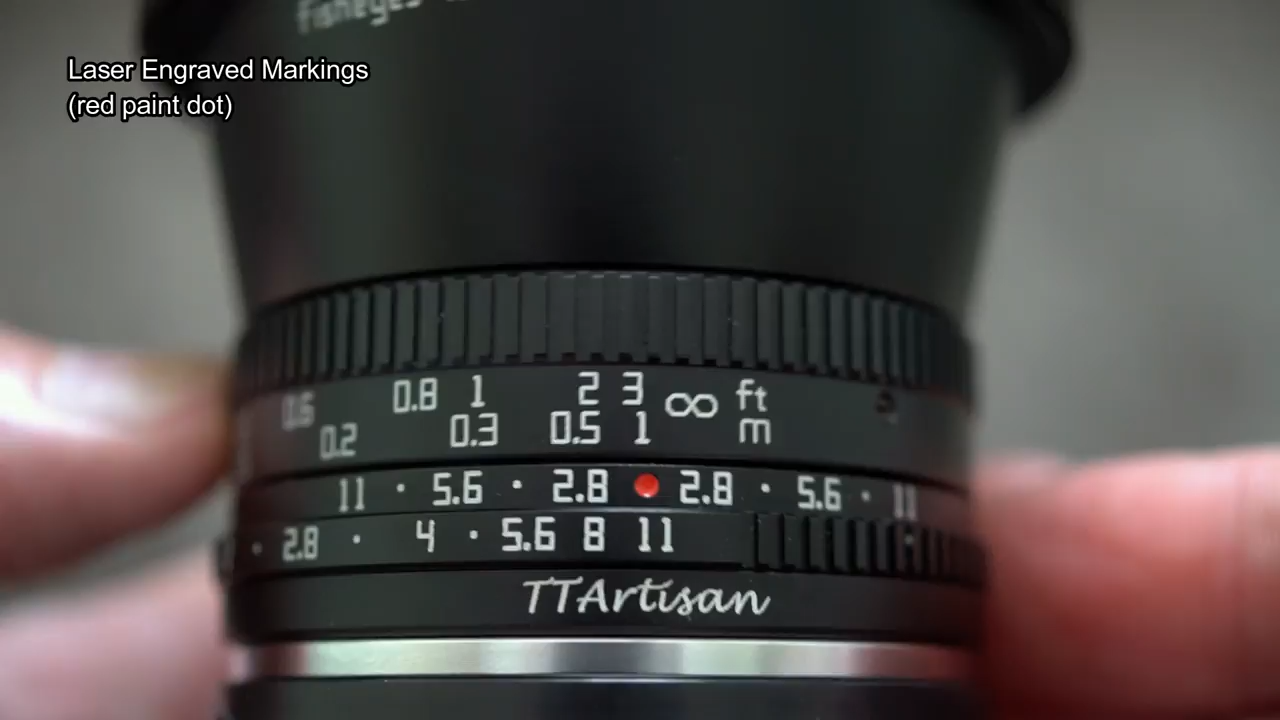 fisheyes
Laser Engraved Markings
(red paint dot)
0.6 0.8 1 2 3 ∞ ft
0.2 0.3 0.5 1 m
11 · 5.6 · 2.8 2.8 · 5.6 · 11
· 2.8 · 4 · 5.6 8 11
TTArtisan